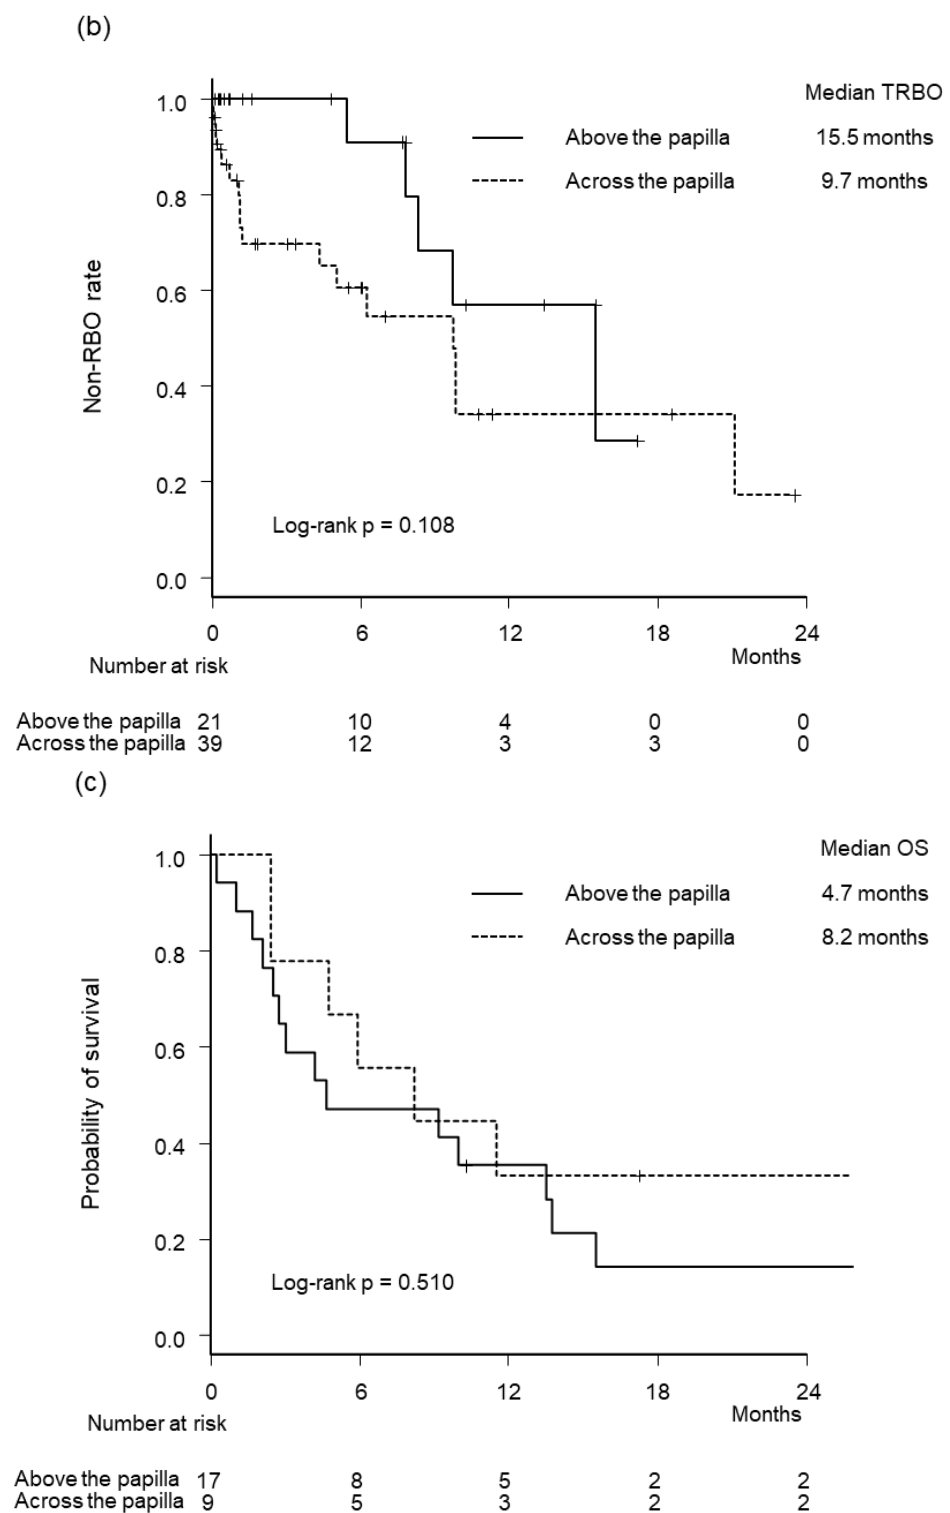 (b)
Median TRBO
Above the papilla 15.5 months
Across the papilla 9.7 months
Non-RBO rate
1.0
0.8
0.6
0.4
0.2
0.0
Log-rank p = 0.108
0 6 12 18 24
Months
Number at risk
Above the papilla 21 10 4 0 0
Across the papilla 39 12 3 3 0
(c)
Median OS
Above the papilla 4.7 months
Across the papilla 8.2 months
Probability of survival
1.0
0.8
0.6
0.4
0.2
0.0
Log-rank p = 0.510
0 6 12 18 24
Months
Number at risk
Above the papilla 17 8 5 2 2
Across the papilla 9 5 3 2 2